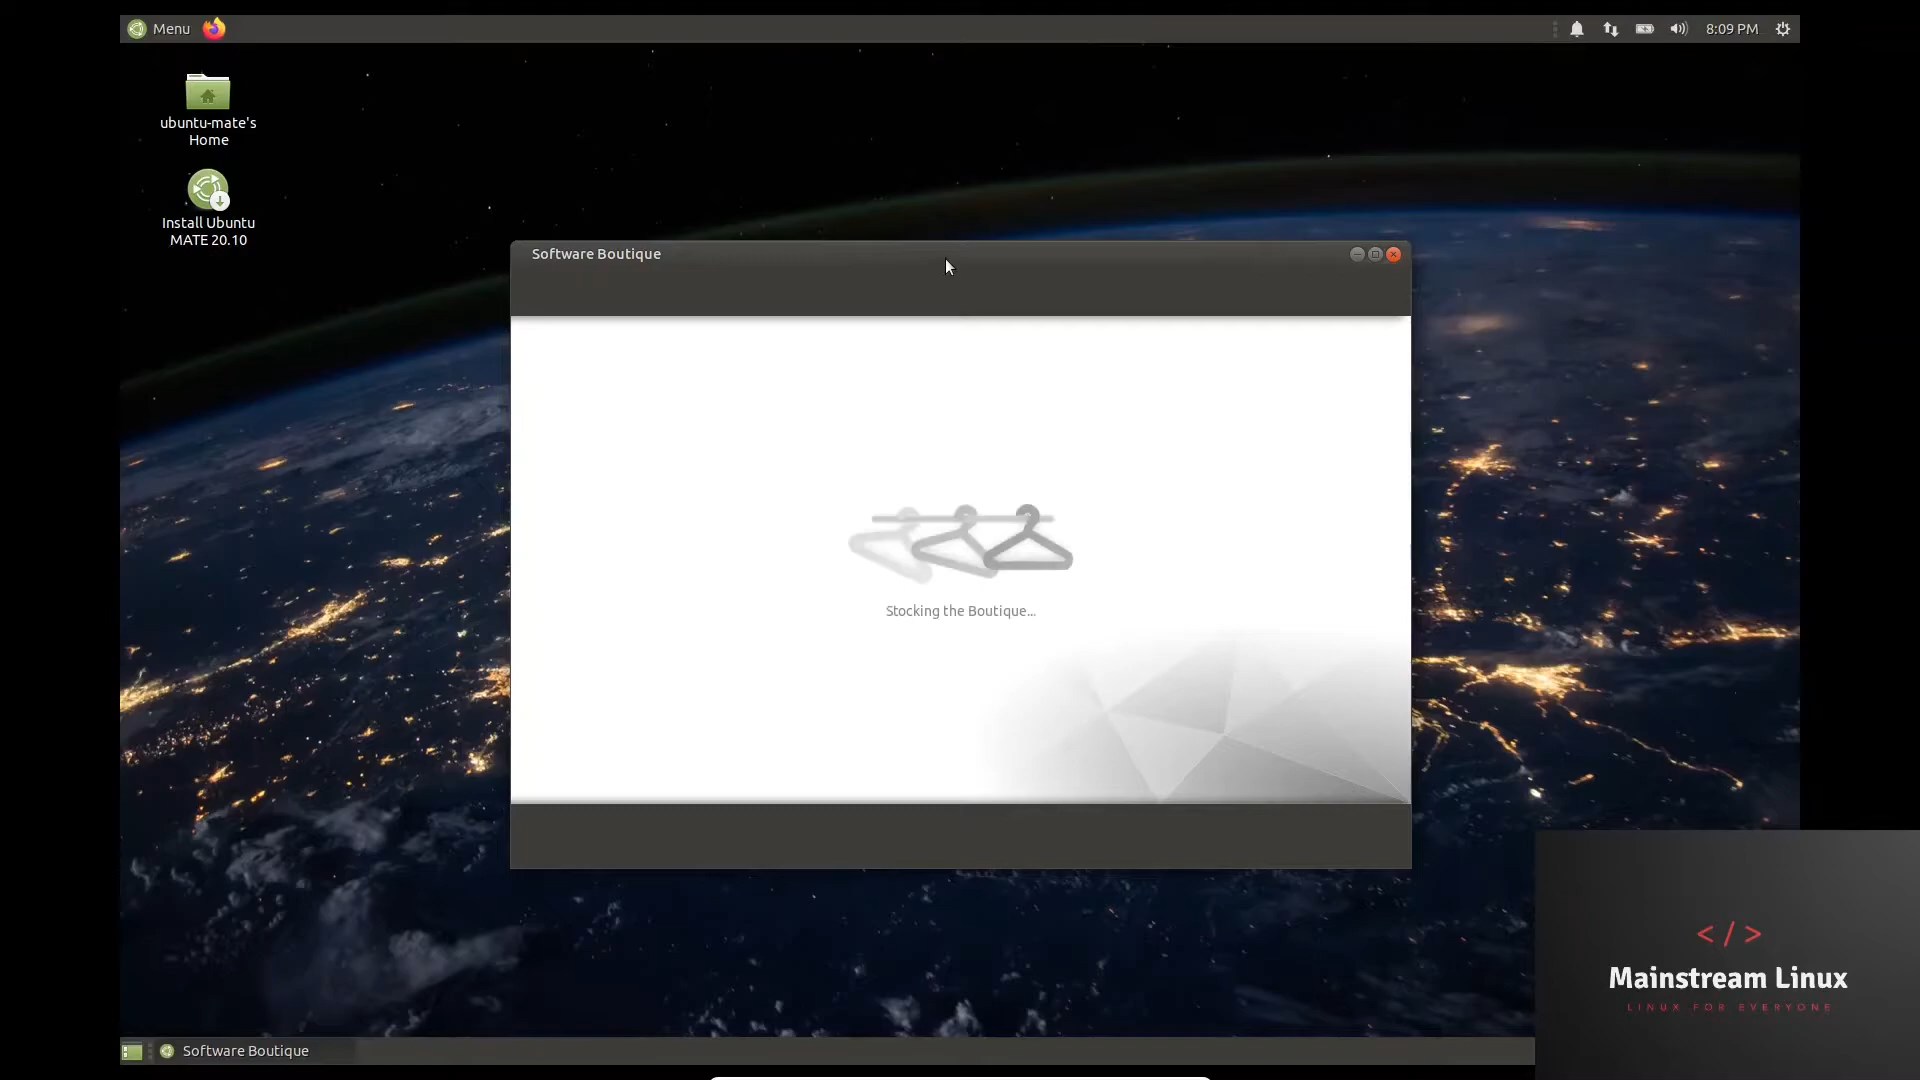 Menu
8:09 PM
ubuntu-mate's
Home
Install Ubuntu
MATE 20.10
Software Boutique
Stocking the Boutique...
</>
Mainstream Linux
LINUX FOR EVERYONE
Software Boutique